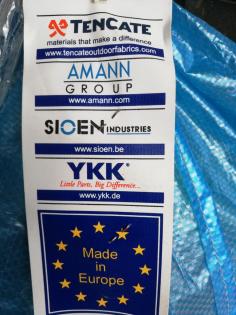 TENCATE
materials that make a difference
www.tencateoutdoorfabrics.com
AMANN
GROUP
www.amann.com
SIOEN INDUSTRIES
www.sioen.be
YKK®
Little Parts. Big Difference...
www.ykk.de
Made
in
Europe